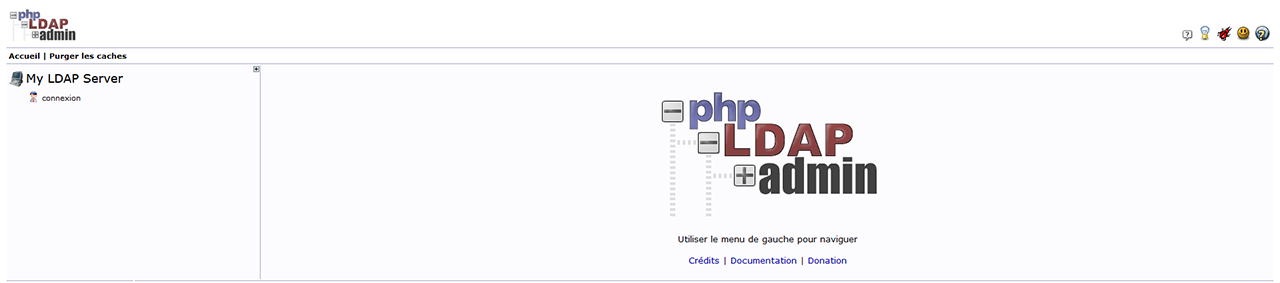 php
LDAP
admin
Accueil | Purger les caches
My LDAP Server
connexion
php
LDAP
admin
Utiliser le menu de gauche pour naviguer
Crédits | Documentation | Donation